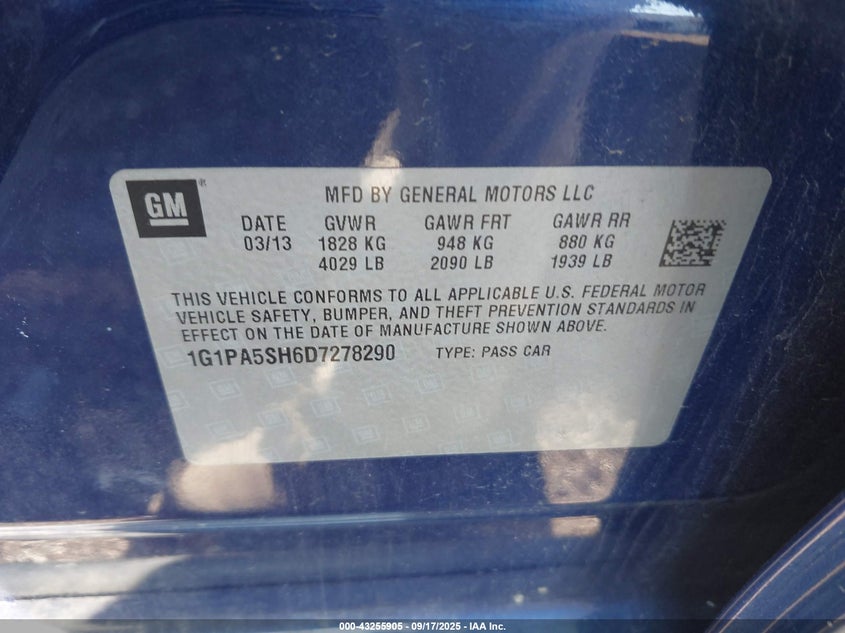 GM®
MFD BY GENERAL MOTORS LLC
DATE GVWR GAWR FRT GAWR RR
03/13 1828 KG 948 KG 880 KG
4029 LB 2090 LB 1939 LB
THIS VEHICLE CONFORMS TO ALL APPLICABLE U.S. FEDERAL MOTOR
VEHICLE SAFETY, BUMPER, AND THEFT PREVENTION STANDARDS IN
EFFECT ON THE DATE OF MANUFACTURE SHOWN ABOVE.
1G1PA5SH6D7278290 TYPE: PASS CAR
000-43255905 - 09/17/2025 - IAA Inc.